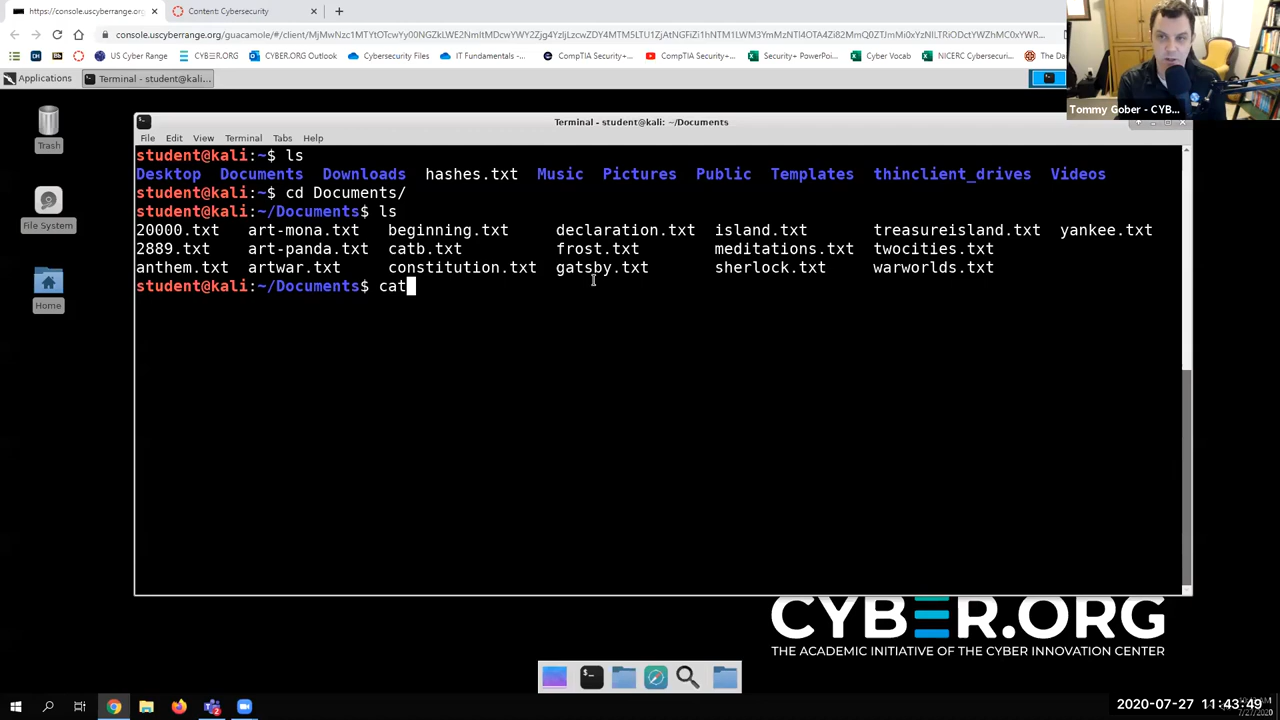 https://console.uscyberrange.org/
Content: Cybersecurity
console.uscyberrange.org/guacamole/#/client/
US Cyber Range
CYBER.ORG
CYBER.ORG Outlook
Cybersecurity Files
IT Fundamentals -...
CompTIA Security+...
CompTIA Security+...
Security+ PowerPoi...
Cyber Vocab
NICERC Cybersecuri...
The Da
Applications
Terminal - student@kali...
Tommy Gober - CYB...
Trash
File System
Home
Terminal - student@kali: ~/Documents
File Edit View Terminal Tabs Help
student@kali:~$ ls
Desktop Documents Downloads hashes.txt Music Pictures Public Templates thinclient_drives Videos
student@kali:~$ cd Documents/
student@kali:~/Documents$ ls
20000.txt art-mona.txt beginning.txt declaration.txt island.txt treasureisland.txt yankee.txt
2889.txt art-panda.txt catb.txt frost.txt meditations.txt twocities.txt
anthem.txt artwar.txt constitution.txt gatsby.txt sherlock.txt warworlds.txt
student@kali:~/Documents$ cat
CYBER.ORG
THE ACADEMIC INITIATIVE OF THE CYBER INNOVATION CENTER
2020-07-27 11:43:49